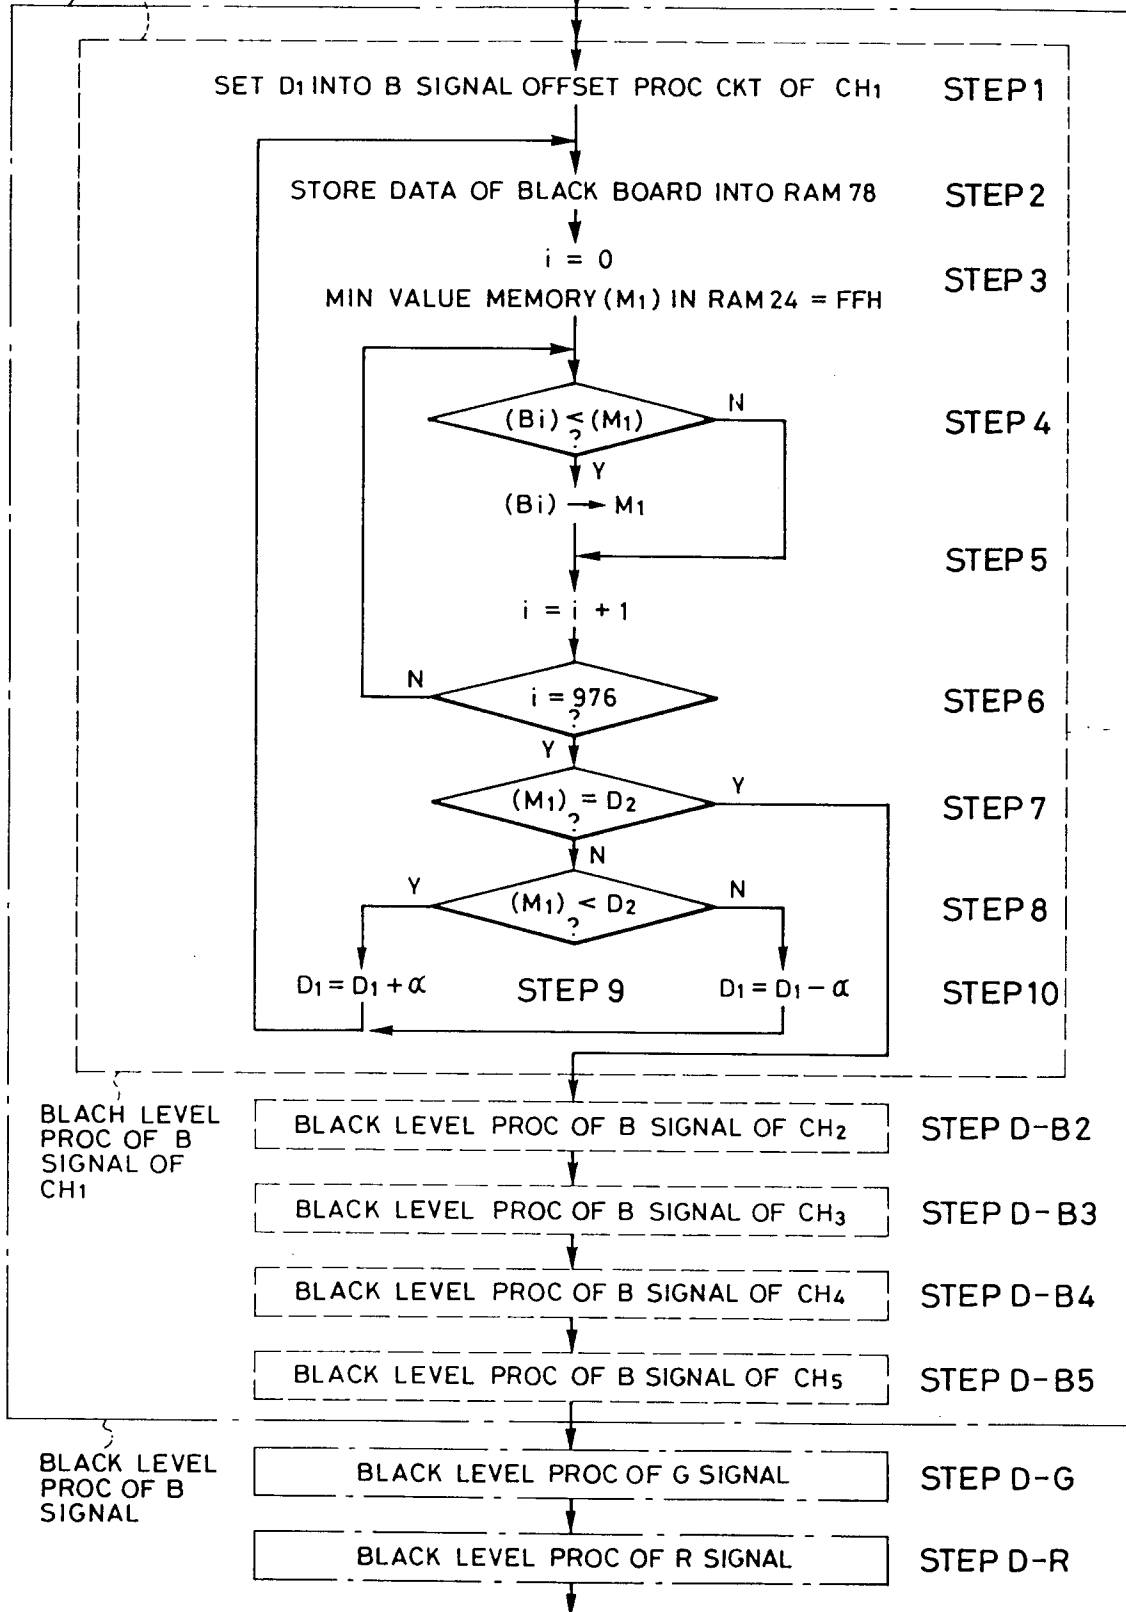 SET D1 INTO B SIGNAL OFFSET PROC CKT OF CH1 STEP 1
STORE DATA OF BLACK BOARD INTO RAM 78 STEP 2
i = 0
STEP 3
MIN VALUE MEMORY (M1) IN RAM 24 = FFH
(Bi) < (M1) ? N STEP 4
Y
(Bi) → M1
STEP 5
i = i + 1
N
i = 976 ? STEP 6
Y
(M1) = D2 ? Y STEP 7
N
Y (M1) < D2 ? N STEP 8
D1 = D1 + α STEP 9 D1 = D1 − α STEP 10
BLACH LEVEL
PROC OF B
SIGNAL OF
CH1
BLACK LEVEL PROC OF B SIGNAL OF CH2 STEP D-B2
BLACK LEVEL PROC OF B SIGNAL OF CH3 STEP D-B3
BLACK LEVEL PROC OF B SIGNAL OF CH4 STEP D-B4
BLACK LEVEL PROC OF B SIGNAL OF CH5 STEP D-B5
BLACK LEVEL
PROC OF B
SIGNAL
BLACK LEVEL PROC OF G SIGNAL STEP D-G
BLACK LEVEL PROC OF R SIGNAL STEP D-R